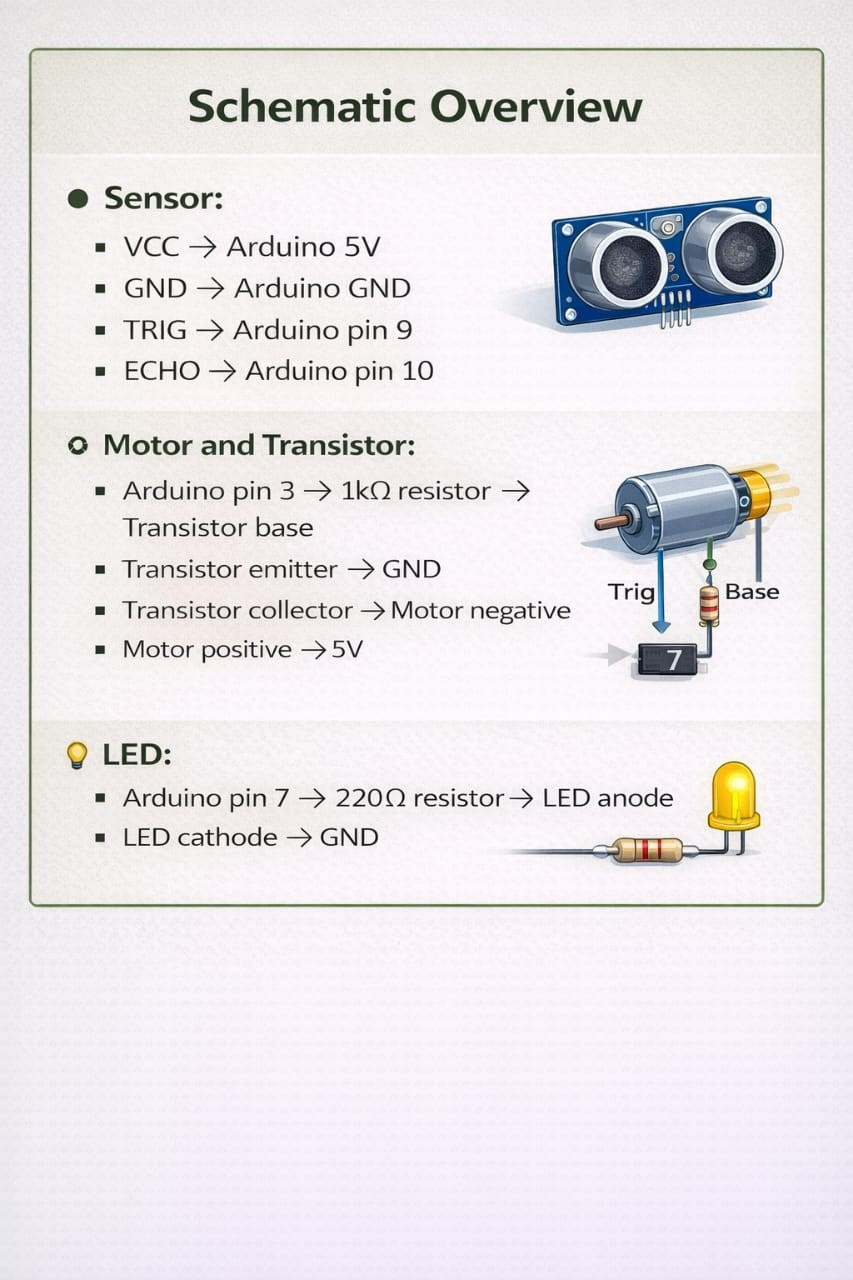 Schematic Overview
Sensor:
VCC → Arduino 5V
GND → Arduino GND
TRIG → Arduino pin 9
ECHO → Arduino pin 10
Motor and Transistor:
Arduino pin 3 → 1kΩ resistor →
Transistor base
Transistor emitter → GND
Transistor collector → Motor negative
Motor positive → 5V
Trig
Base
7
LED:
Arduino pin 7 → 220Ω resistor → LED anode
LED cathode → GND